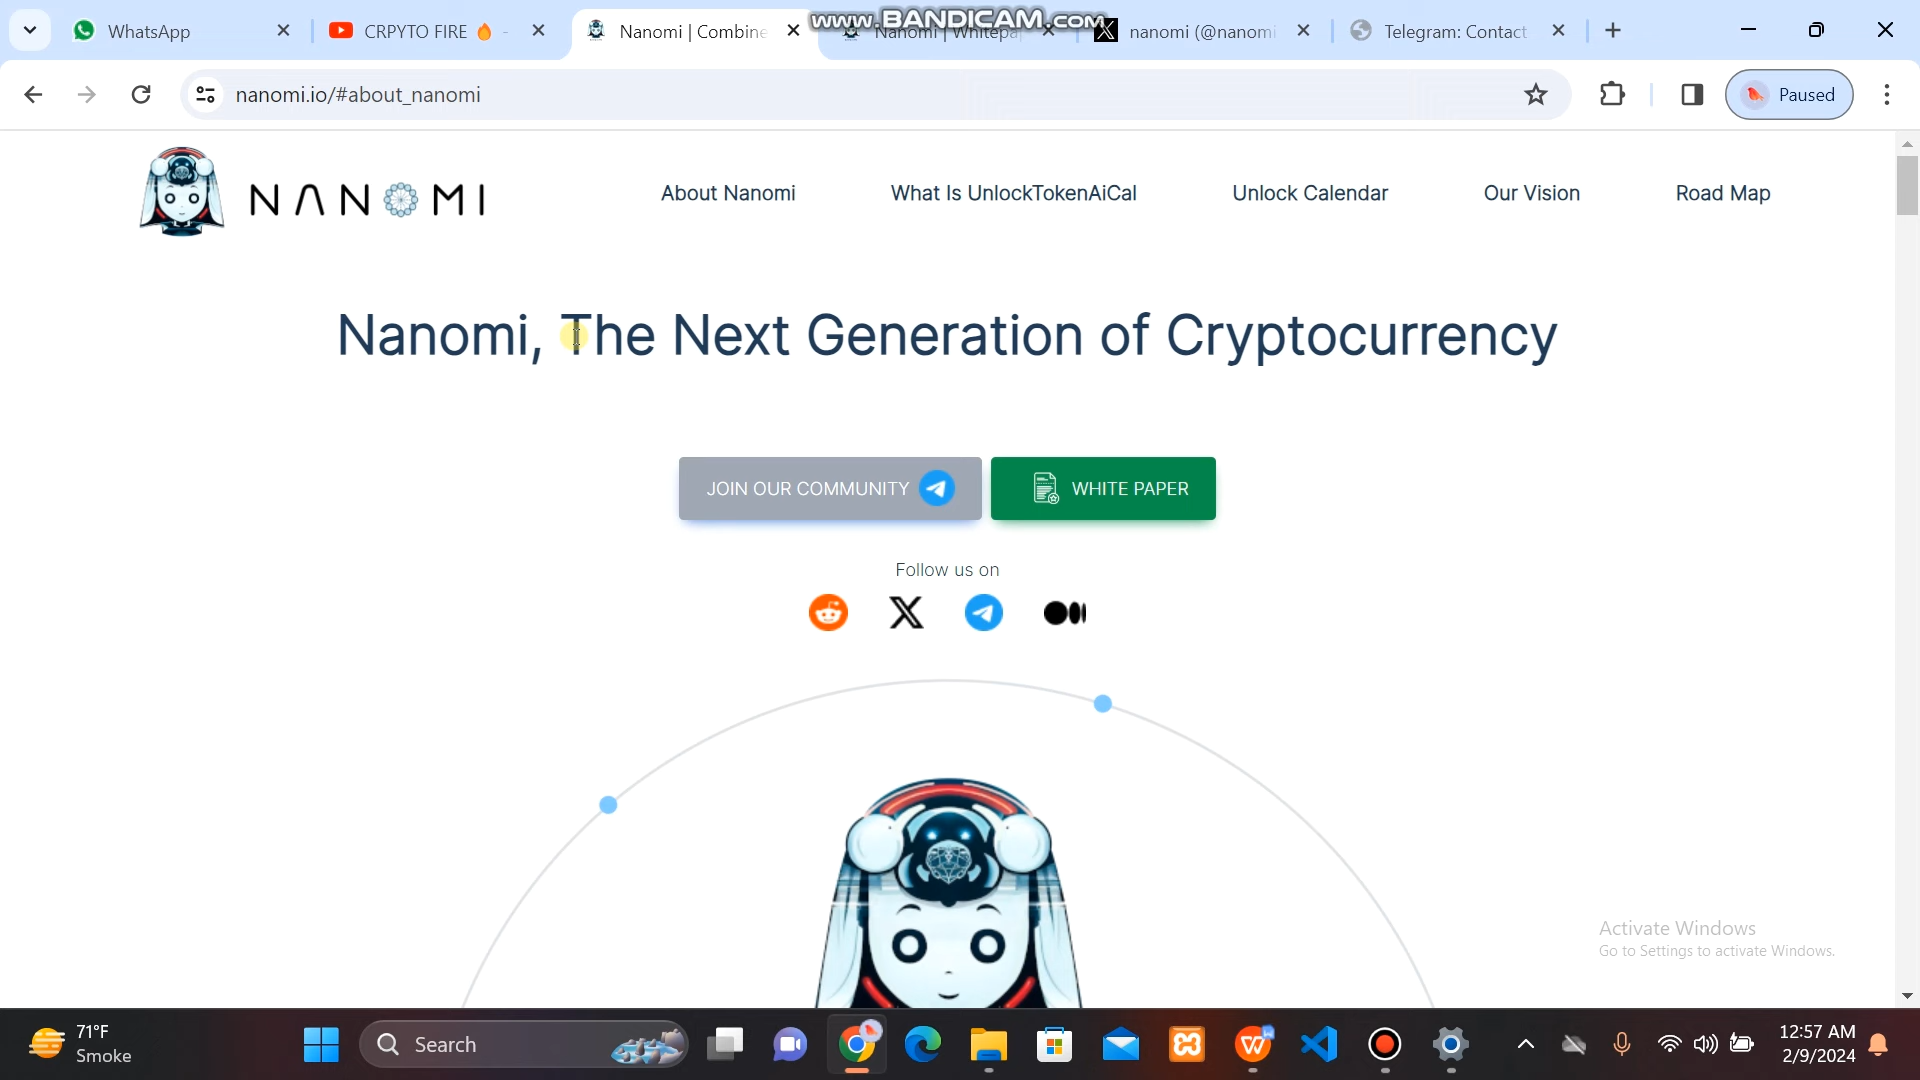 WhatsApp
CRPYTO FIRE 🔥 -
Nanomi | Combine
www.BANDICAM.com
Nanomi | Whitepa
nanomi (@nanomi
Telegram: Contact
nanomi.io/#about_nanomi
Paused
NANOMI
About Nanomi
What Is UnlockTokenAiCal
Unlock Calendar
Our Vision
Road Map
Nanomi, The Next Generation of Cryptocurrency
JOIN OUR COMMUNITY
WHITE PAPER
Follow us on
Activate Windows
Go to Settings to activate Windows.
71°F
Smoke
Search
12:57 AM
2/9/2024